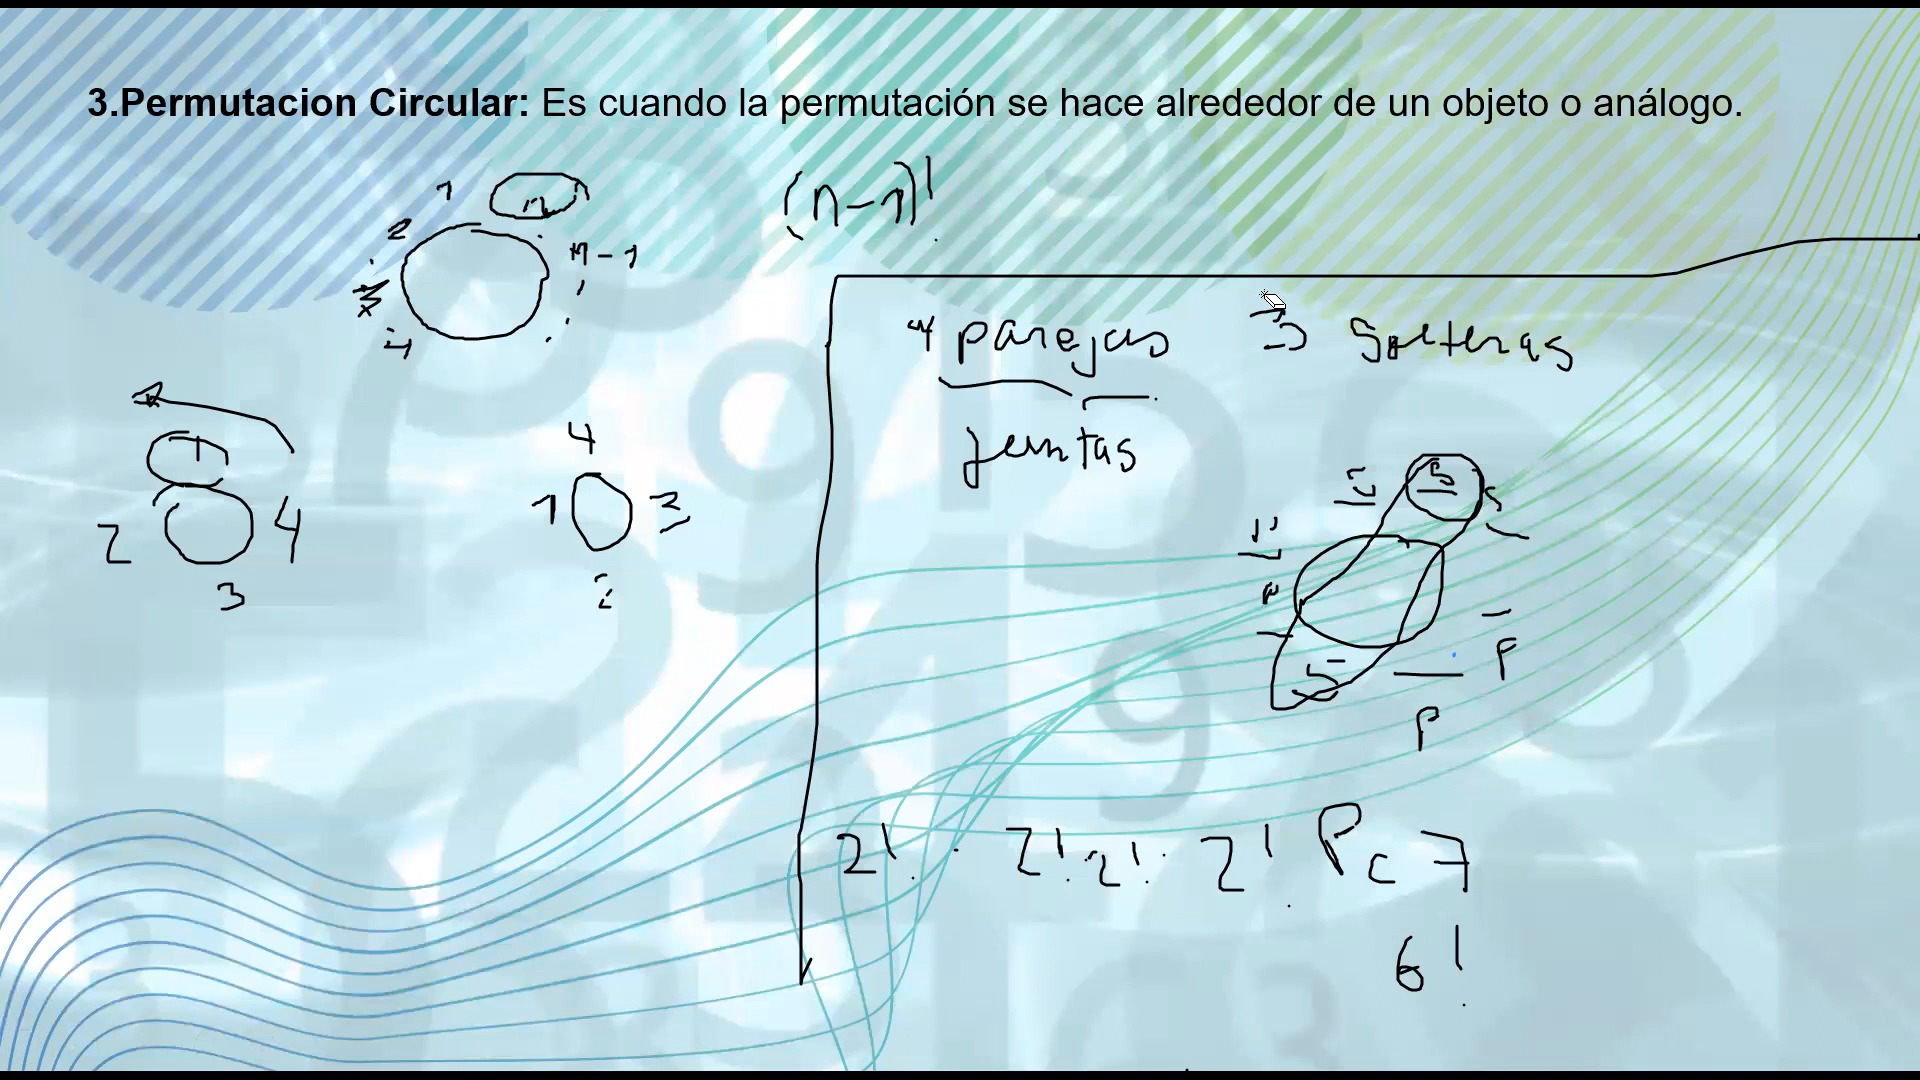 3.Permutacion Circular: Es cuando la permutación se hace alrededor de un objeto o análogo.
1 n
2 n-1
3
4
(n-1)!
4 parejas 3 Solteras
juntas
1
2 4
3
4
1 3
2
S S S
P
P
S P
P
2! · 2! · 2! · 2! Pc 7
6!